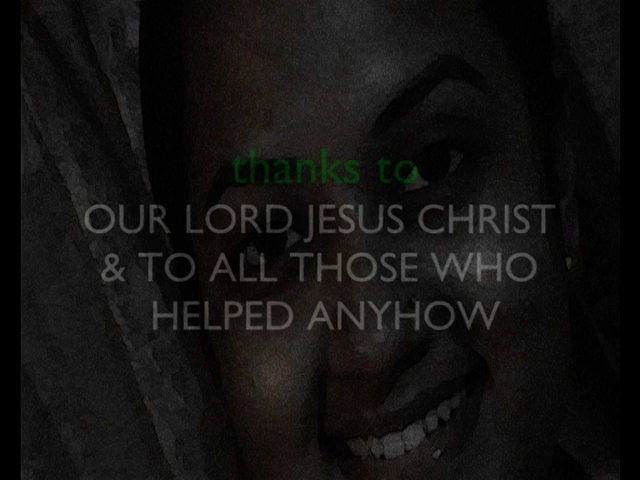 thanks to
OUR LORD JESUS CHRIST
& TO ALL THOSE WHO
HELPED ANYHOW